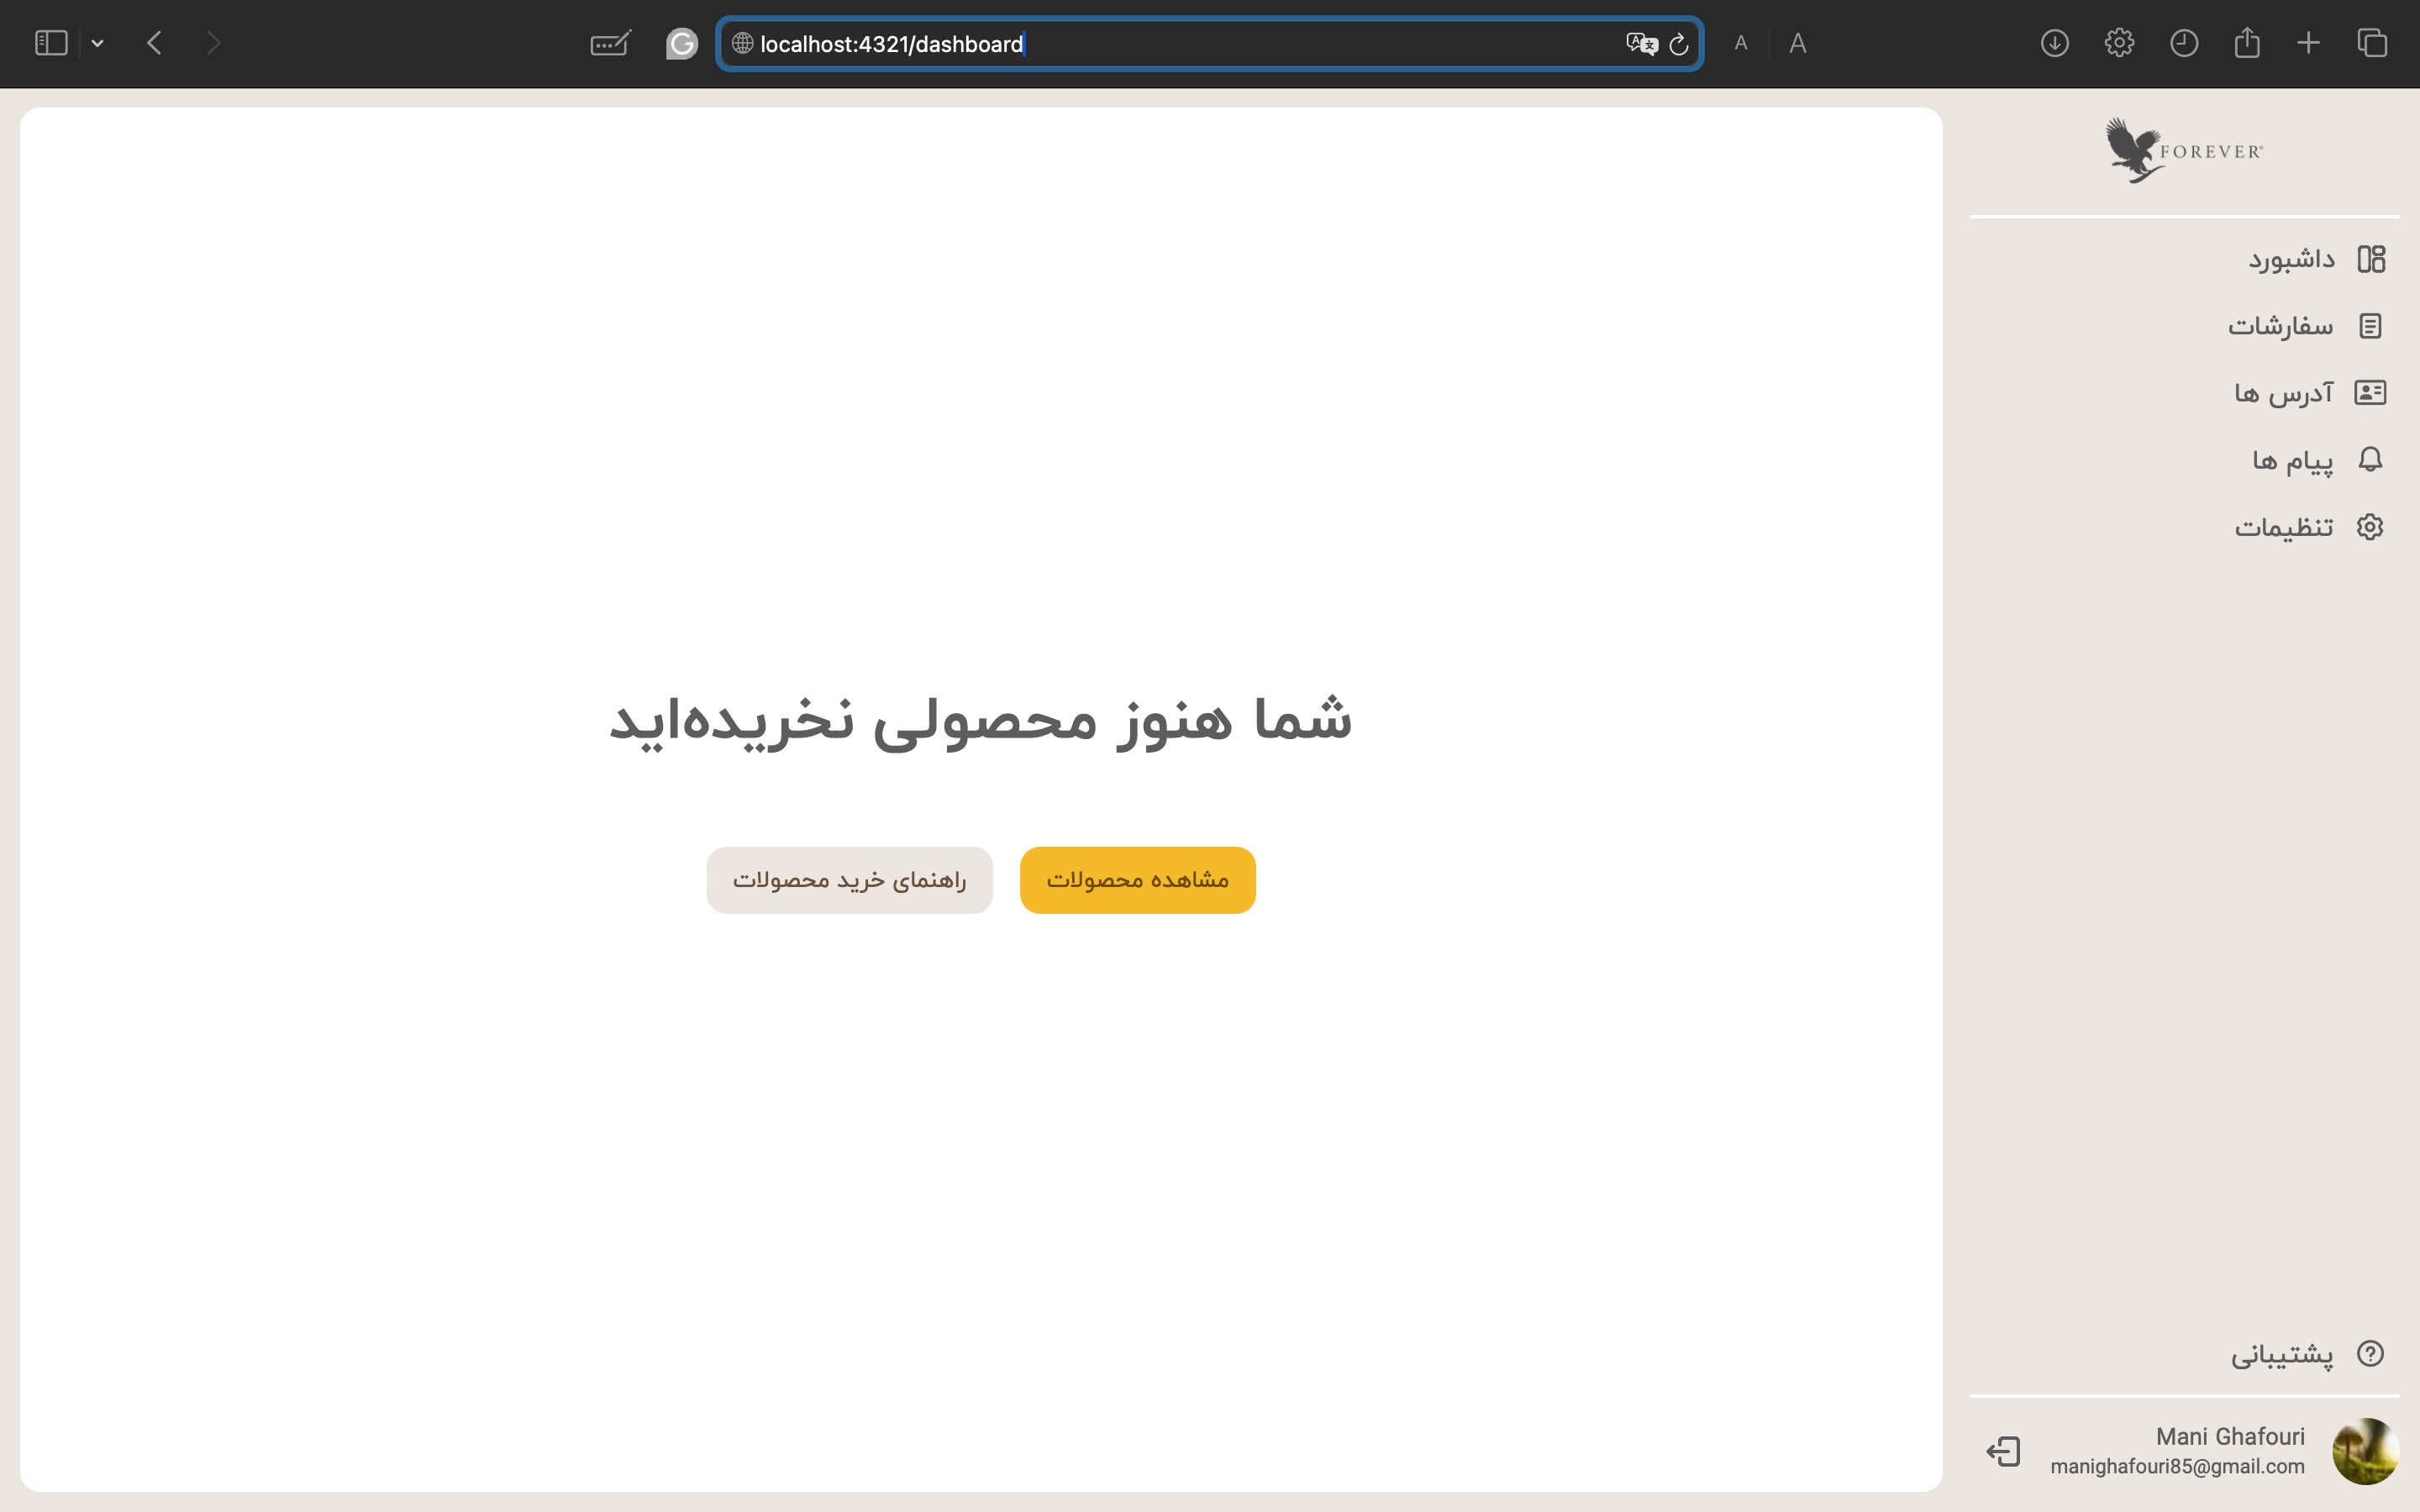 localhost:4321/dashboard
A
A
FOREVER®
داشبورد
سفارشات
آدرس ها
پیام ها
تنظیمات
شما هنوز محصولی نخریده‌اید
مشاهده محصولات
راهنمای خرید محصولات
پشتیبانی
Mani Ghafouri
manighafouri85@gmail.com